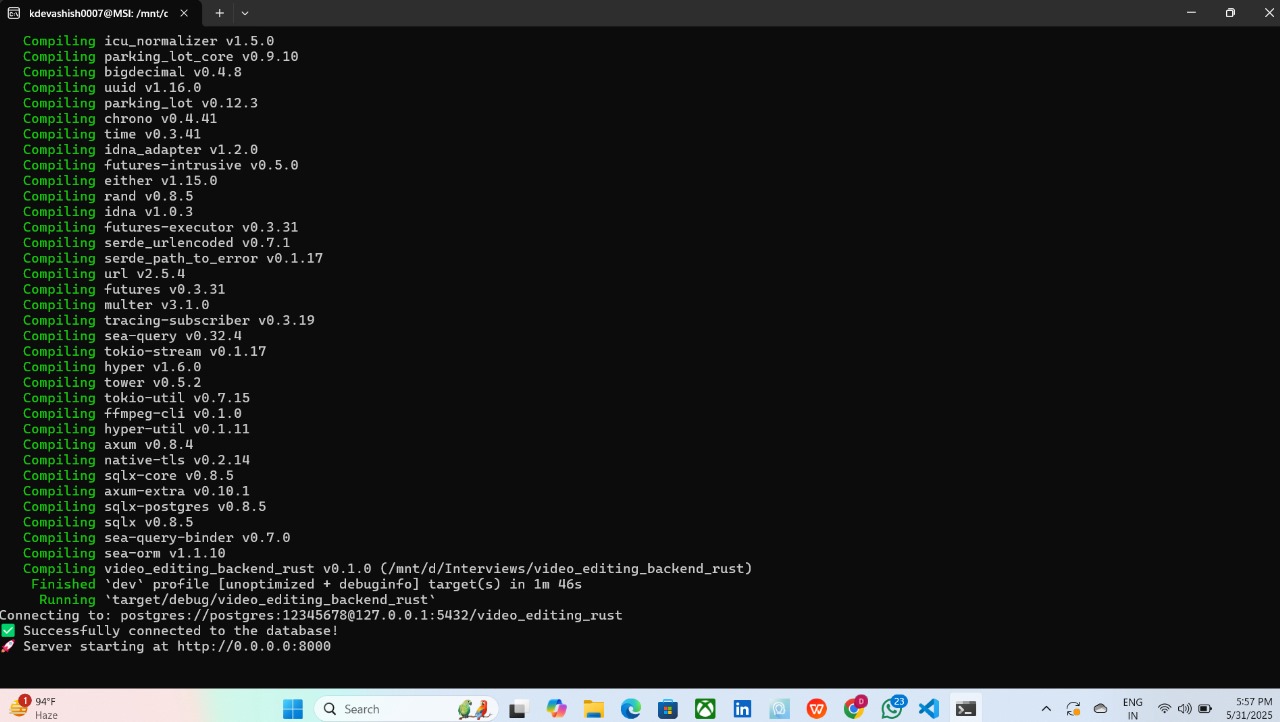 kdevashish0007@MSI: /mnt/c
Compiling icu_normalizer v1.5.0
Compiling parking_lot_core v0.9.10
Compiling bigdecimal v0.4.8
Compiling uuid v1.16.0
Compiling parking_lot v0.12.3
Compiling chrono v0.4.41
Compiling time v0.3.41
Compiling idna_adapter v1.2.0
Compiling futures-intrusive v0.5.0
Compiling either v1.15.0
Compiling rand v0.8.5
Compiling idna v1.0.3
Compiling futures-executor v0.3.31
Compiling serde_urlencoded v0.7.1
Compiling serde_path_to_error v0.1.17
Compiling url v2.5.4
Compiling futures v0.3.31
Compiling multer v3.1.0
Compiling tracing-subscriber v0.3.19
Compiling sea-query v0.32.4
Compiling tokio-stream v0.1.17
Compiling hyper v1.6.0
Compiling tower v0.5.2
Compiling tokio-util v0.7.15
Compiling ffmpeg-cli v0.1.0
Compiling hyper-util v0.1.11
Compiling axum v0.8.4
Compiling native-tls v0.2.14
Compiling sqlx-core v0.8.5
Compiling axum-extra v0.10.1
Compiling sqlx-postgres v0.8.5
Compiling sqlx v0.8.5
Compiling sea-query-binder v0.7.0
Compiling sea-orm v1.1.10
Compiling video_editing_backend_rust v0.1.0 (/mnt/d/Interviews/video_editing_backend_rust)
Finished `dev` profile [unoptimized + debuginfo] target(s) in 1m 46s
Running `target/debug/video_editing_backend_rust`
Connecting to: postgres://postgres:12345678@127.0.0.1:5432/video_editing_rust
✅ Successfully connected to the database!
🚀 Server starting at http://0.0.0.0:8000
1
94°F
Haze
Search
D
23
ENG
IN
5:57 PM
5/31/2025